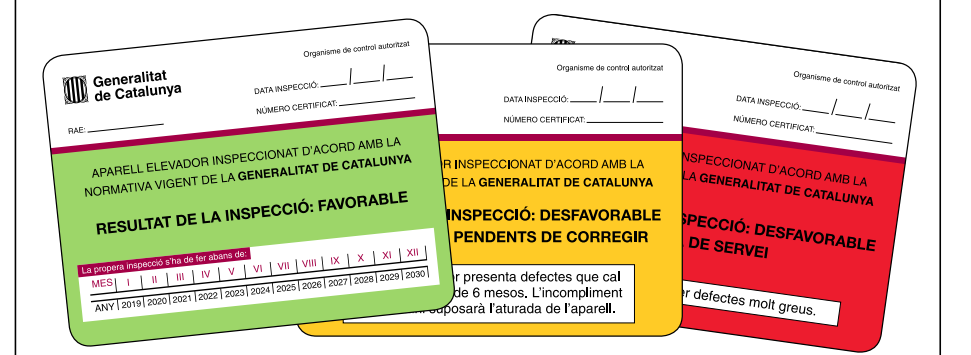 Organisme de control autoritzat
Generalitat
de Catalunya
DATA INSPECCIÓ: / /
NÚMERO CERTIFICAT:
RAE:
APARELL ELEVADOR INSPECCIONAT D'ACORD AMB LA
NORMATIVA VIGENT DE LA GENERALITAT DE CATALUNYA
RESULTAT DE LA INSPECCIÓ: FAVORABLE
La propera inspecció s'ha de fer abans de:
MES I II III IV V VI VII VIII IX X XI XII
ANY 2019 2020 2021 2022 2023 2024 2025 2026 2027 2028 2029 2030
Organisme de control autoritzat
DATA INSPECCIÓ: / /
NÚMERO CERTIFICAT:
INSPECCIONAT D'ACORD AMB LA
DE LA GENERALITAT DE CATALUNYA
INSPECCIÓ: DESFAVORABLE
PENDENTS DE CORREGIR
presenta defectes que cal
de 6 mesos. L'incompliment
suposarà l'aturada de l'aparell.
Organisme de control autoritzat
DATA INSPECCIÓ: / /
NÚMERO CERTIFICAT:
INSPECCIONAT D'ACORD AMB LA
LA GENERALITAT DE CATALUNYA
DESFAVORABLE
DE SERVEI
defectes molt greus.